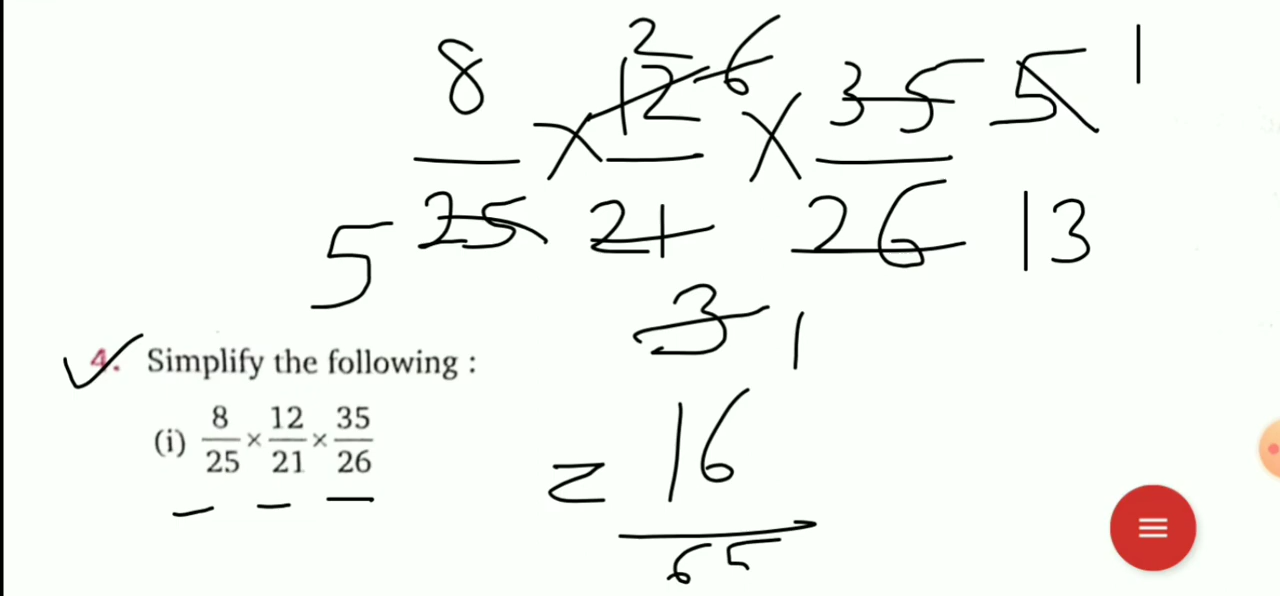 2 6 1
8/25 × 12/21 × 35/26 5
5 3 1 13
4. Simplify the following :
(i) 8/25 × 12/21 × 35/26
= 16/65